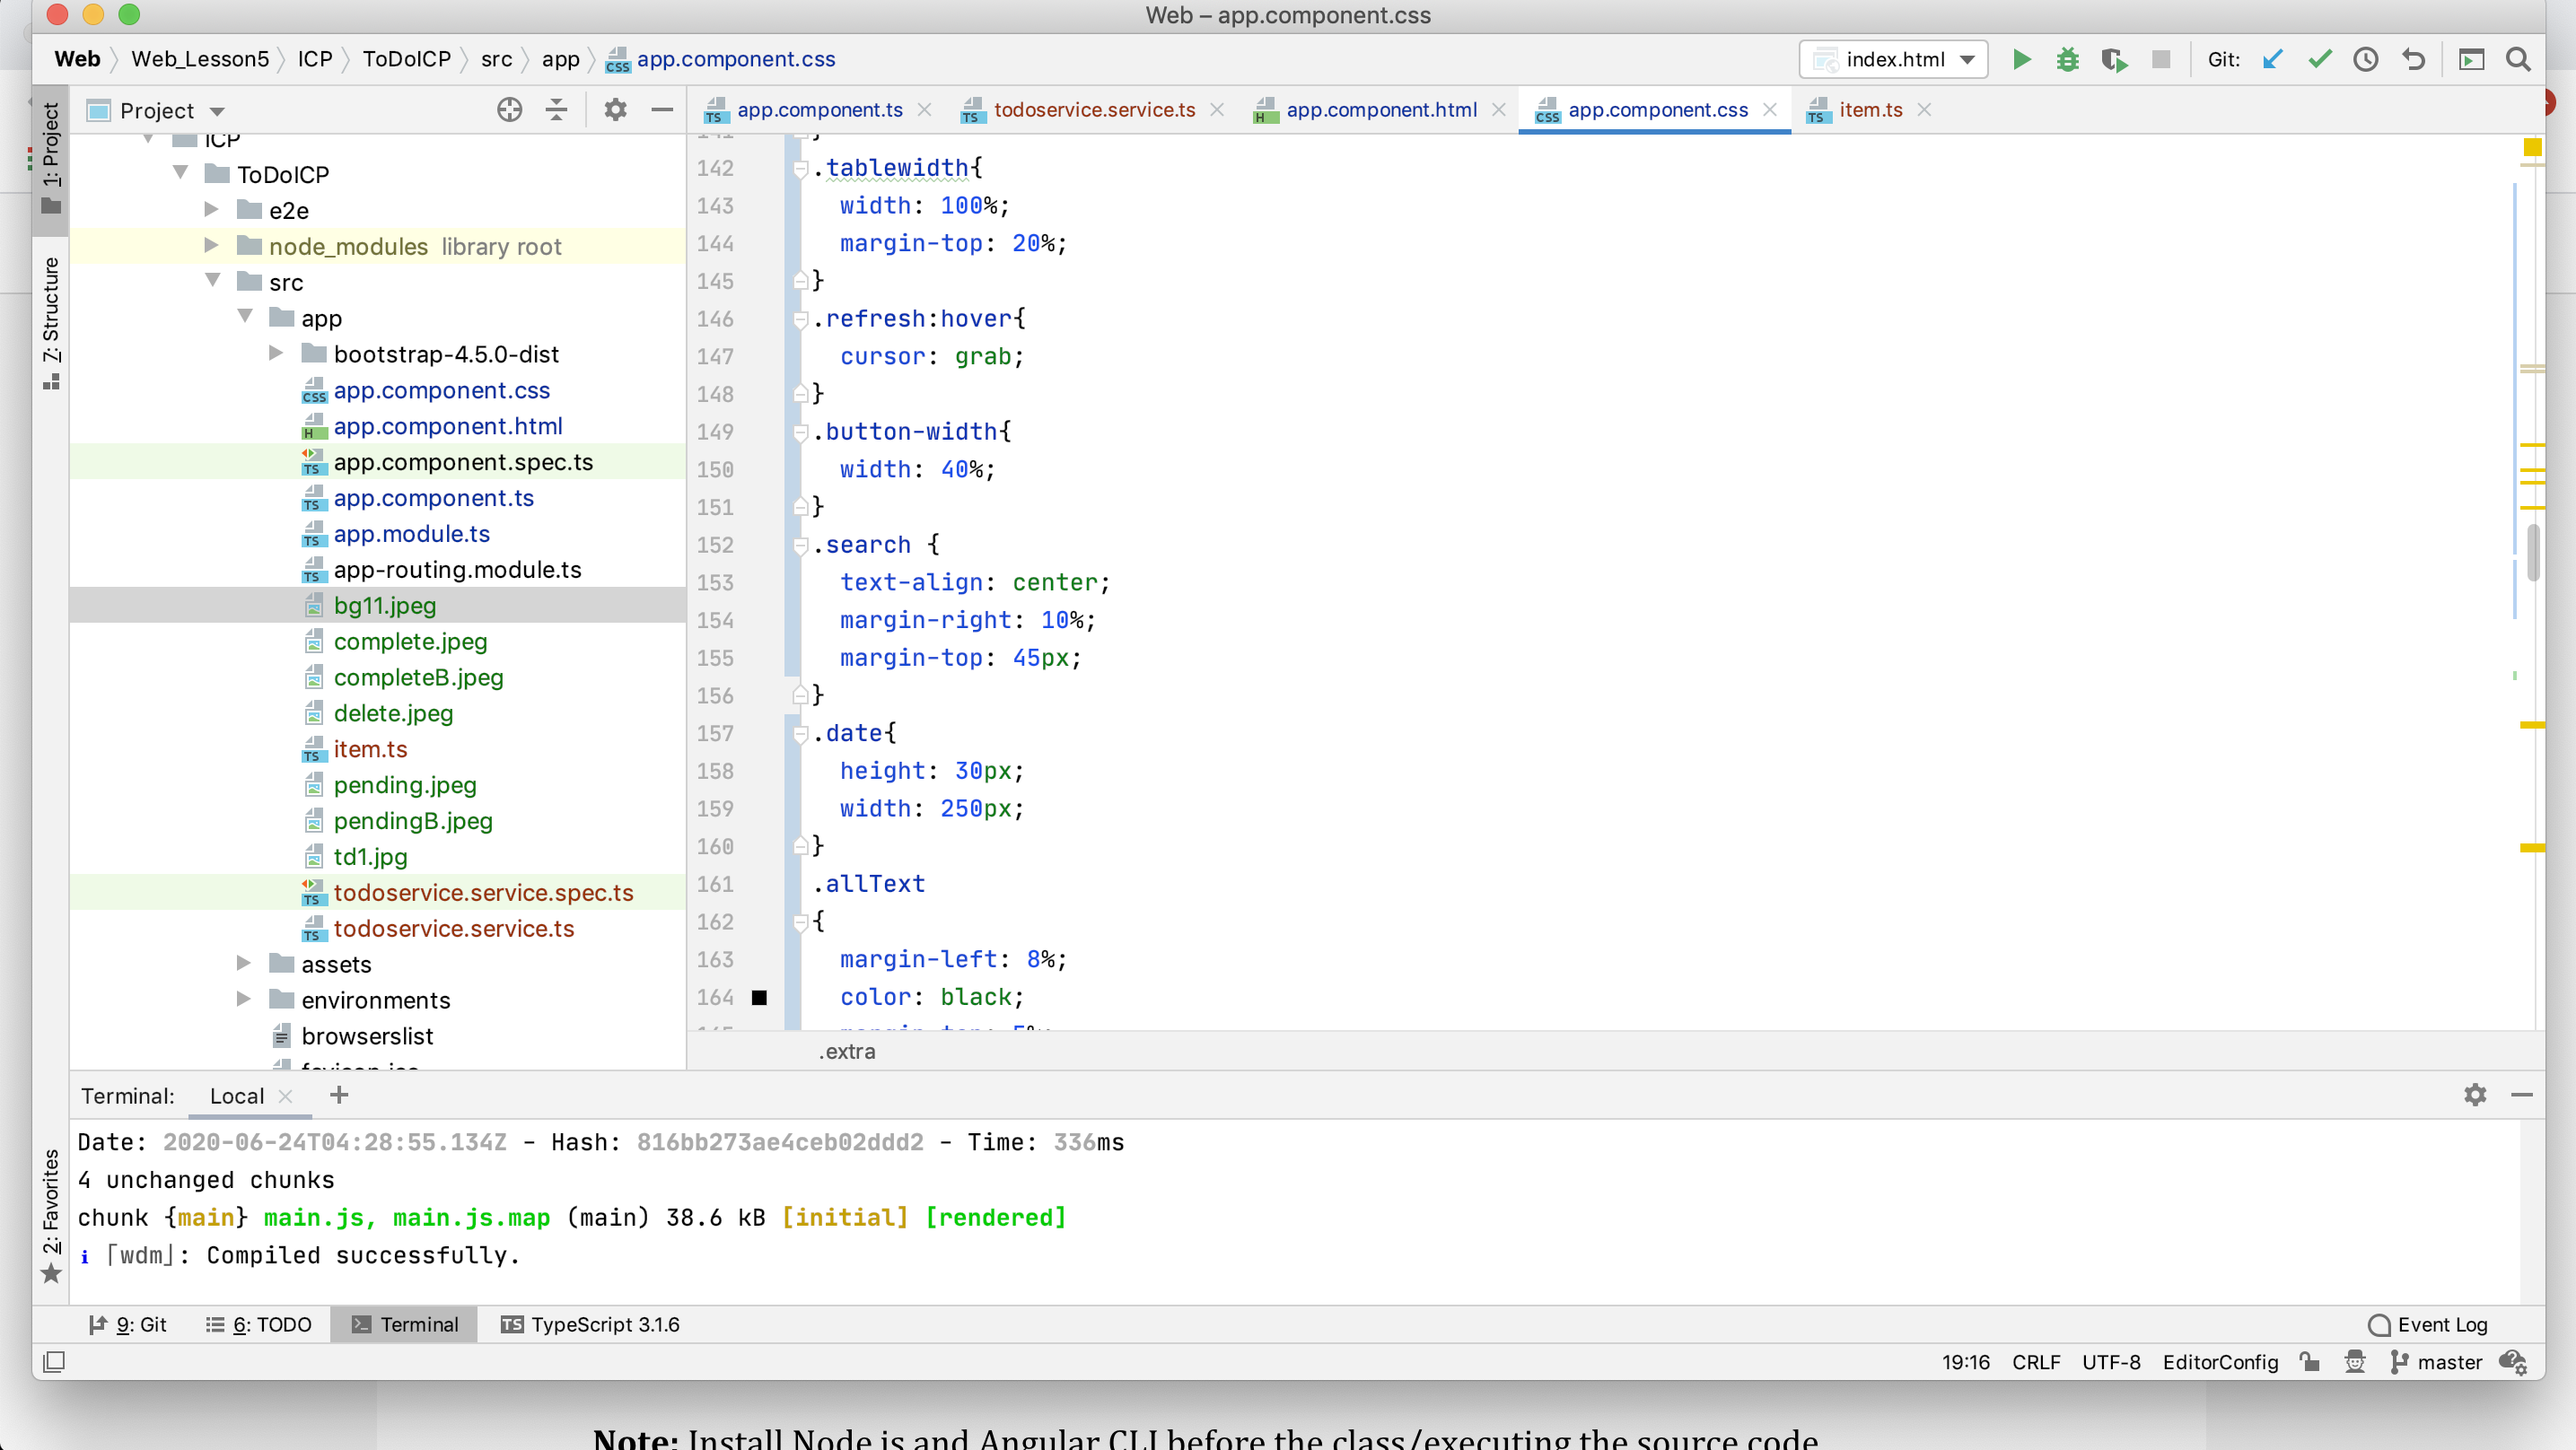 Web – app.component.css
Web Web_Lesson5 ICP ToDoICP src app app.component.css index.html Git:
1: Project
7: Structure
2: Favorites
Project
app.component.ts todoservice.service.ts app.component.html app.component.css item.ts
ICP
ToDoICP
e2e
node_modules library root
src
app
bootstrap-4.5.0-dist
app.component.css
app.component.html
app.component.spec.ts
app.component.ts
app.module.ts
app-routing.module.ts
bg11.jpeg
complete.jpeg
completeB.jpeg
delete.jpeg
item.ts
pending.jpeg
pendingB.jpeg
td1.jpg
todoservice.service.spec.ts
todoservice.service.ts
assets
environments
browserslist
favicon.ico
141 }
142 .tablewidth{
143 width: 100%;
144 margin-top: 20%;
145 }
146 .refresh:hover{
147 cursor: grab;
148 }
149 .button-width{
150 width: 40%;
151 }
152 .search {
153 text-align: center;
154 margin-right: 10%;
155 margin-top: 45px;
156 }
157 .date{
158 height: 30px;
159 width: 250px;
160 }
161 .allText
162 {
163 margin-left: 8%;
164 color: black;
165 margin-top: 5%;
.extra
Terminal: Local
Date: 2020-06-24T04:28:55.134Z - Hash: 816bb273ae4ceb02ddd2 - Time: 336ms
4 unchanged chunks
chunk {main} main.js, main.js.map (main) 38.6 kB [initial] [rendered]
ℹ ｢wdm｣: Compiled successfully.
9: Git 6: TODO Terminal TypeScript 3.1.6 Event Log
19:16 CRLF UTF-8 EditorConfig master
Note: Install Node js and Angular CLI before the class/executing the source code